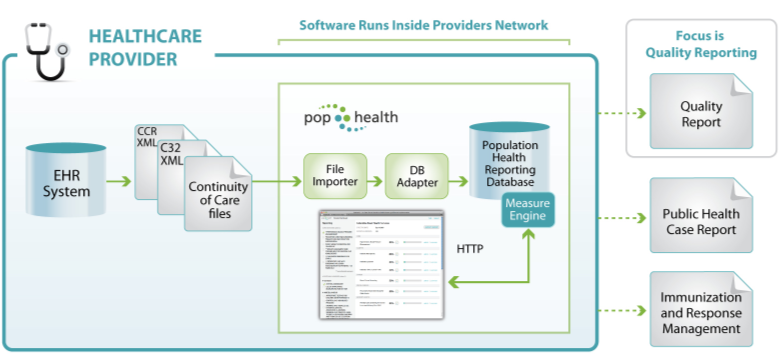 Software Runs Inside Providers Network
HEALTHCARE
PROVIDER
Focus is
Quality Reporting
pop health
CCR
XML
C32
XML
Continuity
of Care
files
EHR
System
File
Importer
DB
Adapter
Population
Health
Reporting
Database
Measure
Engine
HTTP
Quality
Report
Public Health
Case Report
Immunization
and Response
Management